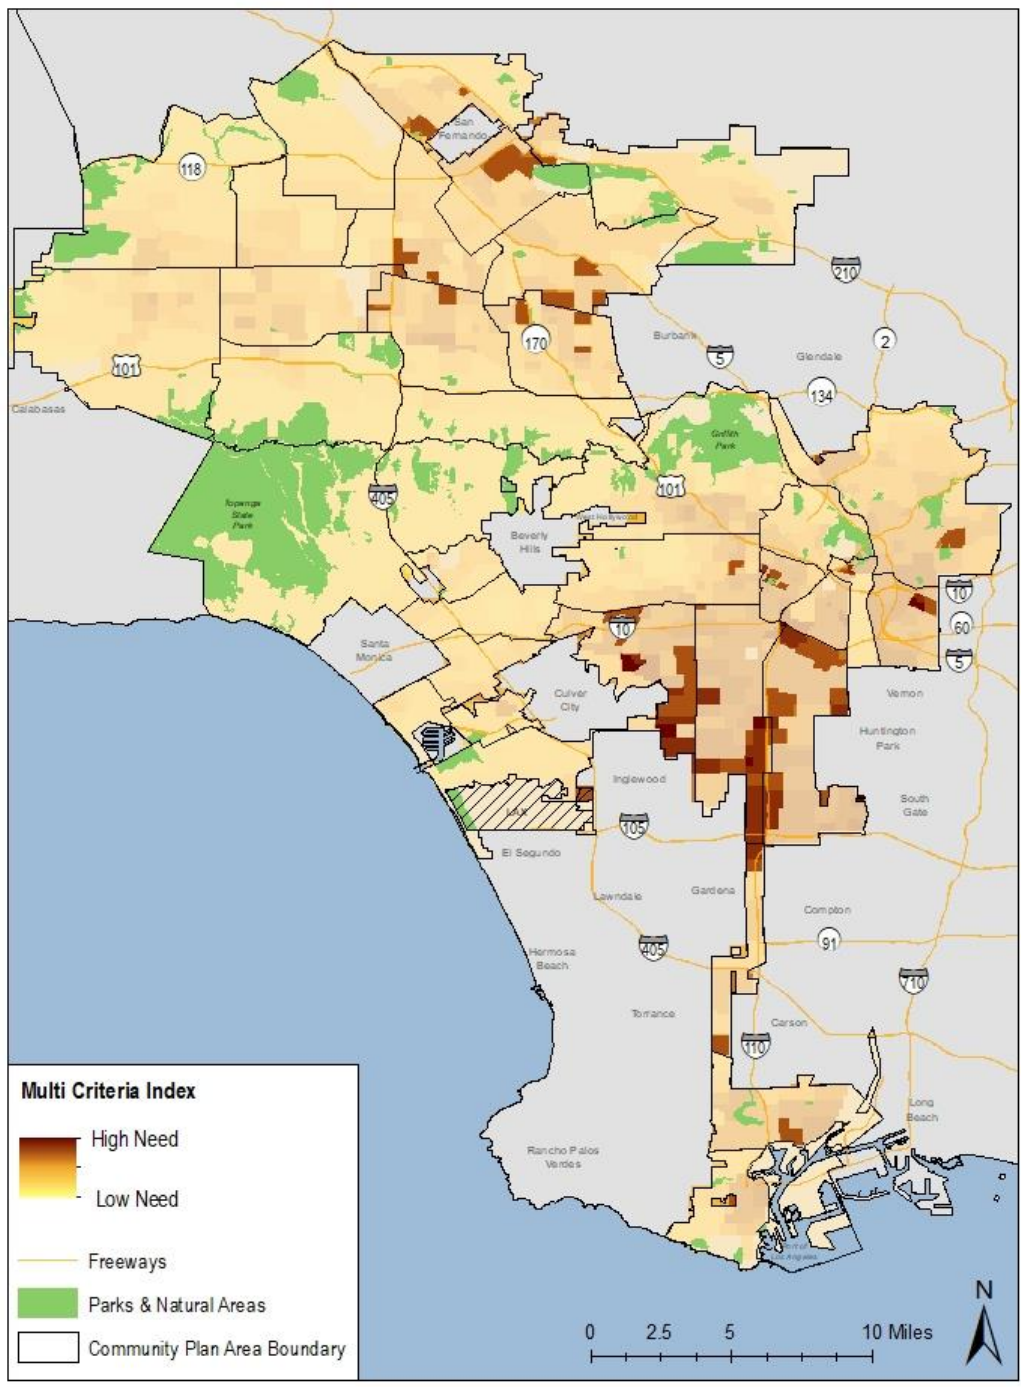 San
Fernando
118
210
170
Burbank
5
Glendale
2
101
134
Calabasas
Griffith
Park
101
Topanga
State
Park
405
West Hollywood
Beverly
Hills
10
60
5
10
Santa
Monica
Culver
City
Vernon
Huntington
Park
Inglewood
South
Gate
LAX
105
El Segundo
Lawndale
Gardena
Compton
405
91
Hermosa
Beach
710
Torrance
Carson
110
Long
Beach
Rancho Palos
Verdes
Port of
Los Angeles
Multi Criteria Index
High Need
Low Need
Freeways
Parks & Natural Areas
Community Plan Area Boundary
N
0 2.5 5 10 Miles